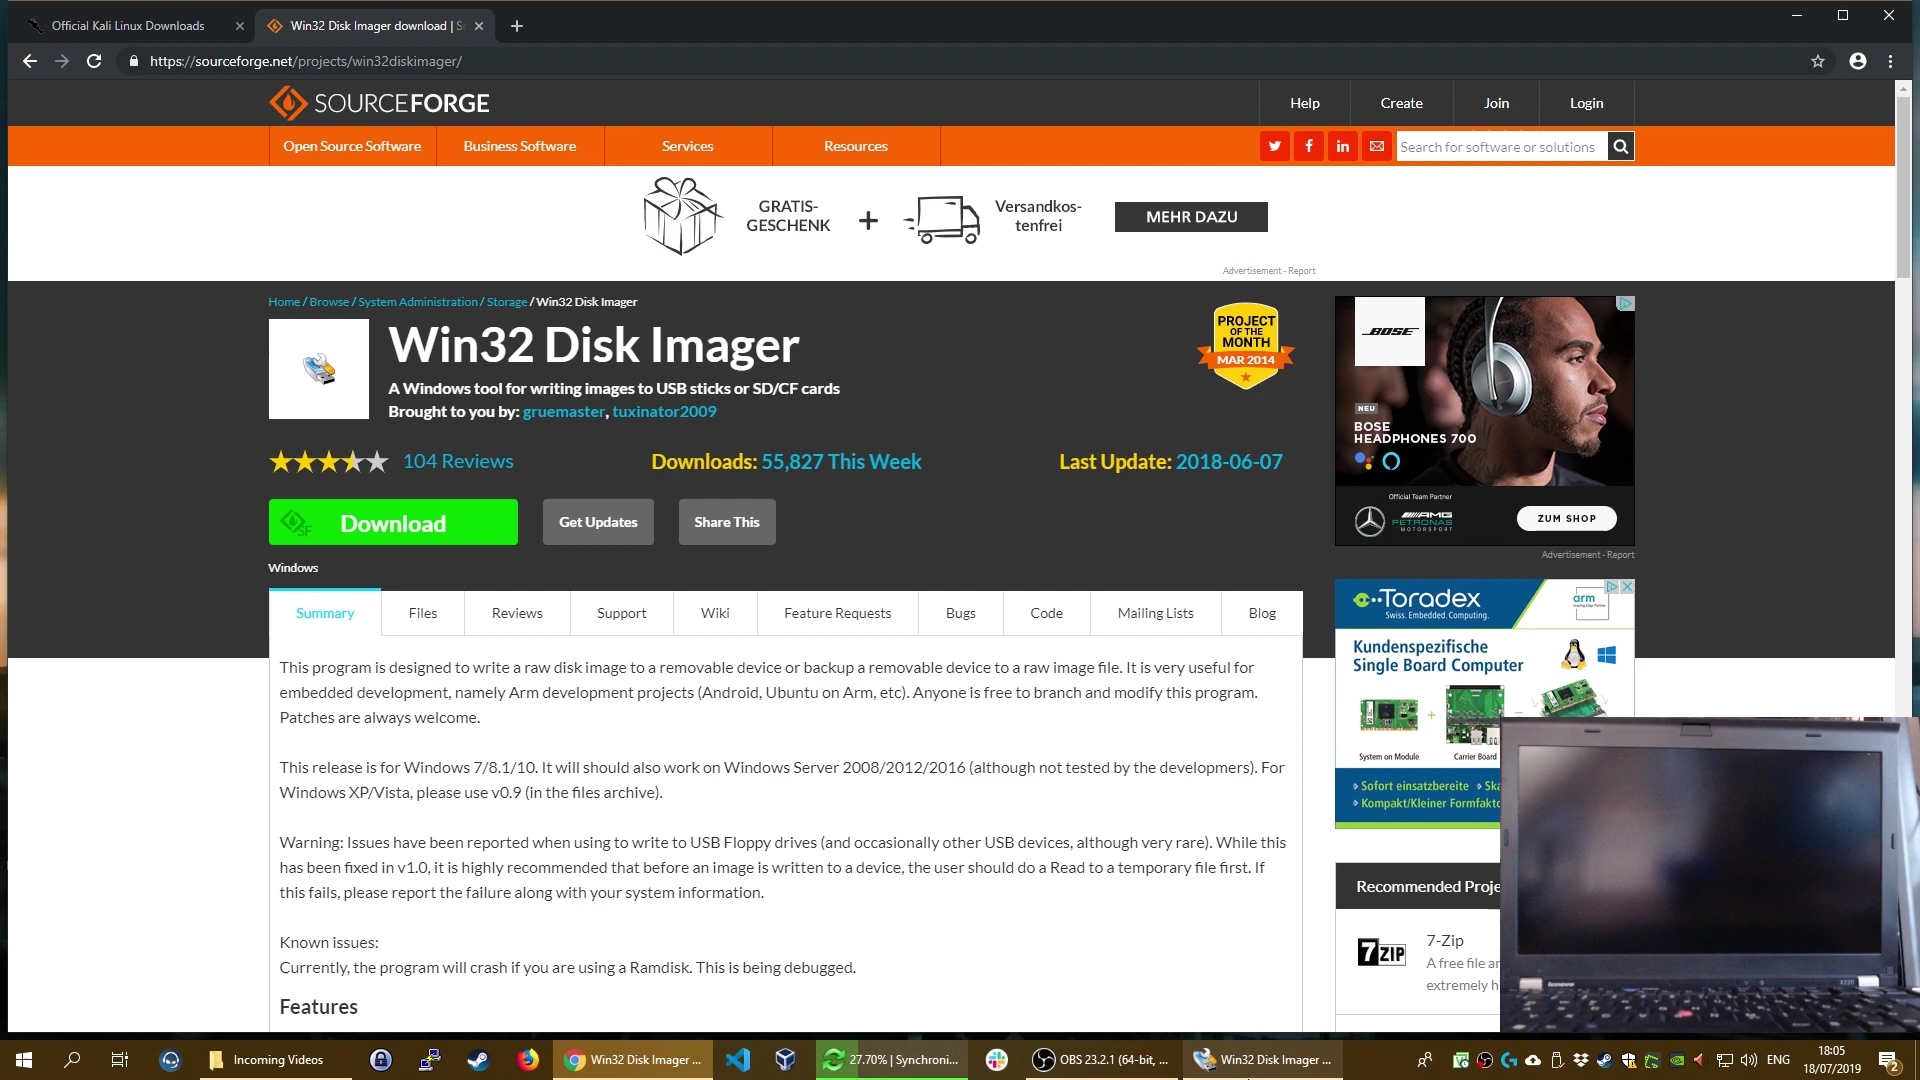 Official Kali Linux Downloads
Win32 Disk Imager download | S
https://sourceforge.net/projects/win32diskimager/
SOURCEFORGE
Help
Create
Join
Login
Open Source Software
Business Software
Services
Resources
Search for software or solutions
GRATIS-
GESCHENK
+
Versandkos-
tenfrei
MEHR DAZU
Advertisement - Report
Home / Browse / System Administration / Storage / Win32 Disk Imager
Win32 Disk Imager
A Windows tool for writing images to USB sticks or SD/CF cards
Brought to you by: gruemaster, tuxinator2009
PROJECT
OF THE
MONTH
MAR 2014
104 Reviews
Downloads: 55,827 This Week
Last Update: 2018-06-07
SF
Download
Get Updates
Share This
Windows
BOSE
NEU
BOSE
HEADPHONES 700
Official Team Partner
AMG
PETRONAS
MOTORSPORT
ZUM SHOP
Advertisement - Report
Summary
Files
Reviews
Support
Wiki
Feature Requests
Bugs
Code
Mailing Lists
Blog
This program is designed to write a raw disk image to a removable device or backup a removable device to a raw image file. It is very useful for
embedded development, namely Arm development projects (Android, Ubuntu on Arm, etc). Anyone is free to branch and modify this program.
Patches are always welcome.
This release is for Windows 7/8.1/10. It will should also work on Windows Server 2008/2012/2016 (although not tested by the developmers). For
Windows XP/Vista, please use v0.9 (in the files archive).
Warning: Issues have been reported when using to write to USB Floppy drives (and occasionally other USB devices, although very rare). While this
has been fixed in v1.0, it is highly recommended that before an image is written to a device, the user should do a Read to a temporary file first. If
this fails, please report the failure along with your system information.
Known issues:
Currently, the program will crash if you are using a Ramdisk. This is being debugged.
Features
Toradex
Swiss. Embedded. Computing.
arm
Kundenspezifische
Single Board Computer
System on Module
Carrier Board
› Sofort einsatzbereite › Ska
› Kompakt/Kleiner Formfakto
Recommended Proje
7ZIP
7-Zip
A free file ar
extremely h
Incoming Videos
Win32 Disk Imager ...
27.70% | Synchroni...
OBS 23.2.1 (64-bit, ...
Win32 Disk Imager ...
ENG
18:05
18/07/2019
2